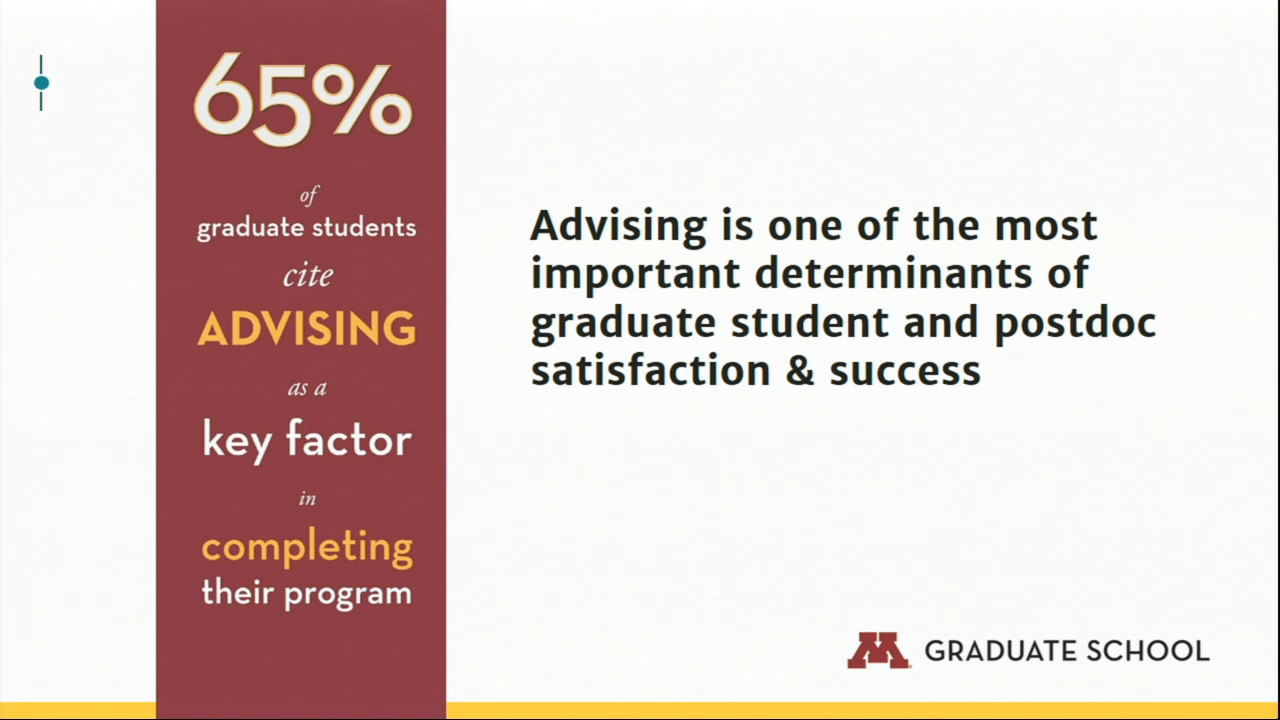 65%
of
graduate students
cite
ADVISING
as a
key factor
in
completing
their program
Advising is one of the most
important determinants of
graduate student and postdoc
satisfaction & success
M GRADUATE SCHOOL